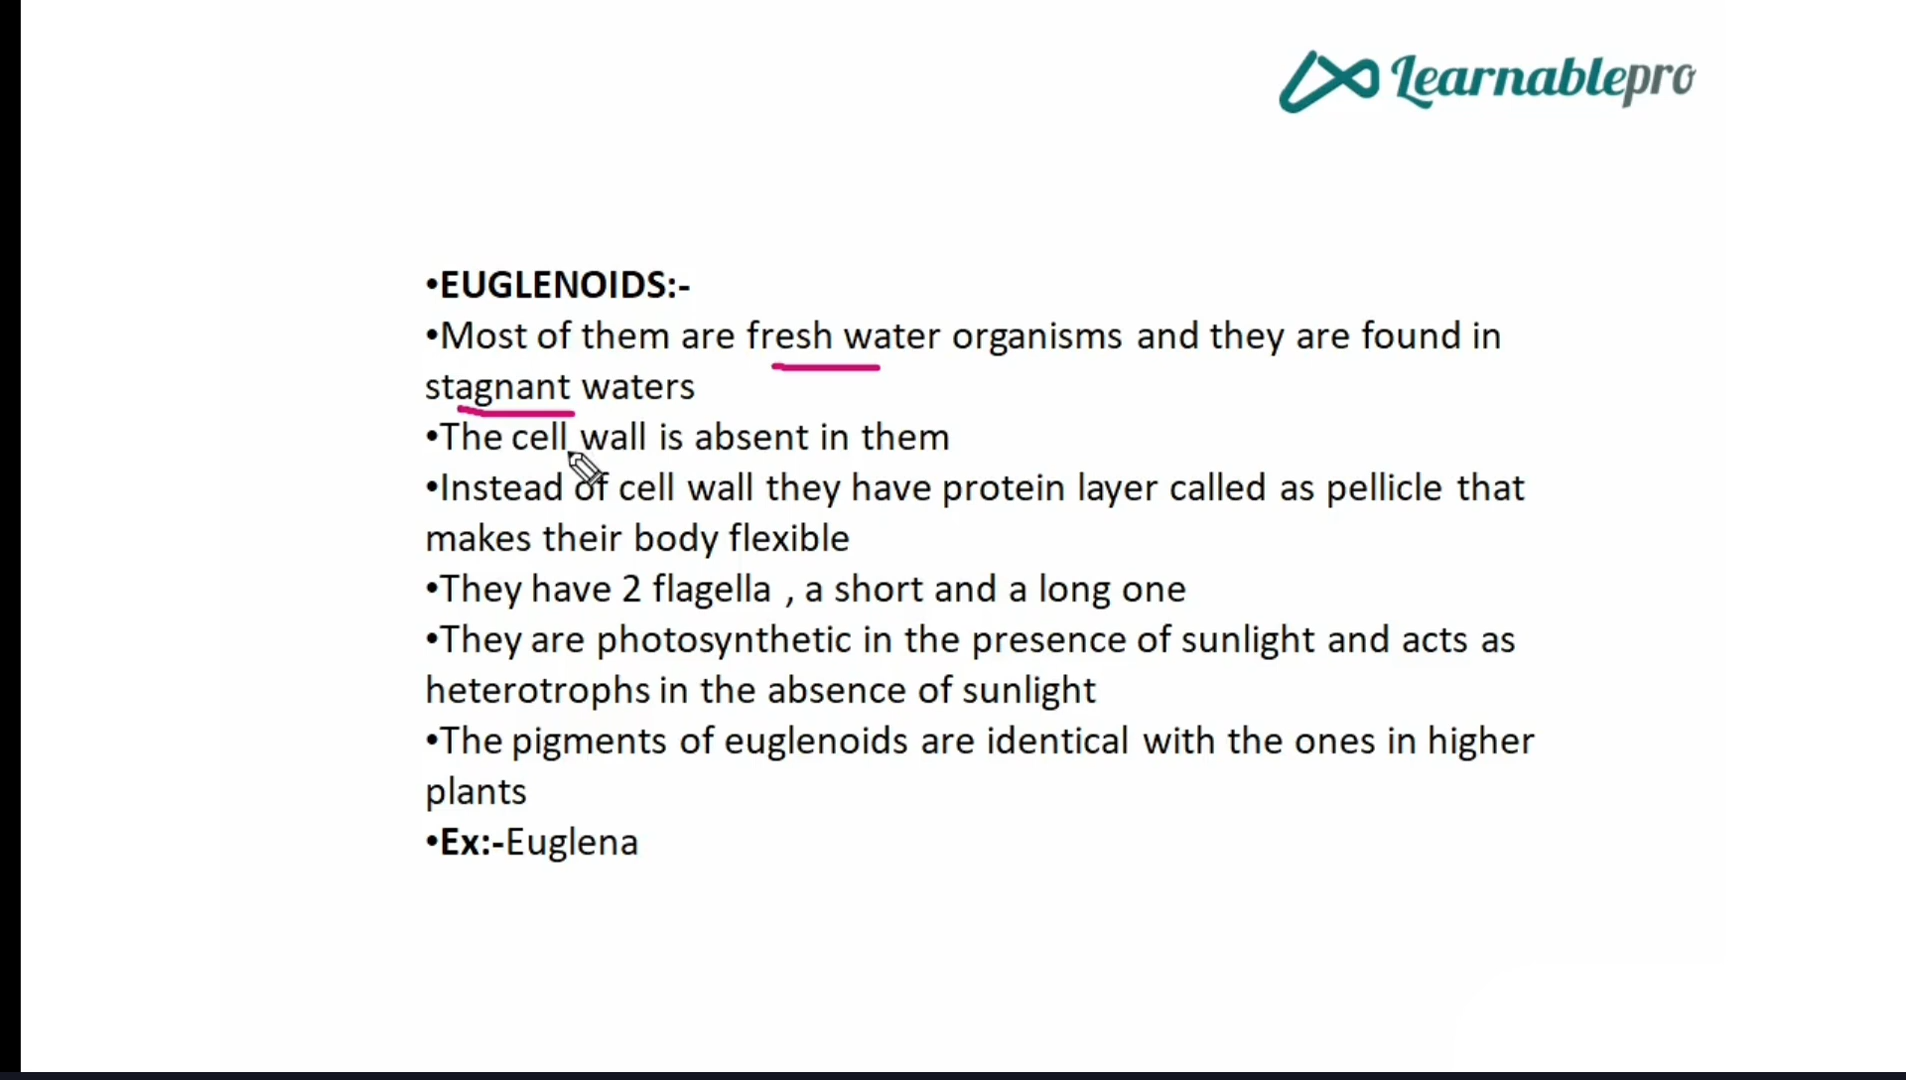 Learnablepro
•EUGLENOIDS:-
•Most of them are fresh water organisms and they are found in
stagnant waters
•The cell wall is absent in them
•Instead of cell wall they have protein layer called as pellicle that
makes their body flexible
•They have 2 flagella , a short and a long one
•They are photosynthetic in the presence of sunlight and acts as
heterotrophs in the absence of sunlight
•The pigments of euglenoids are identical with the ones in higher
plants
•Ex:-Euglena